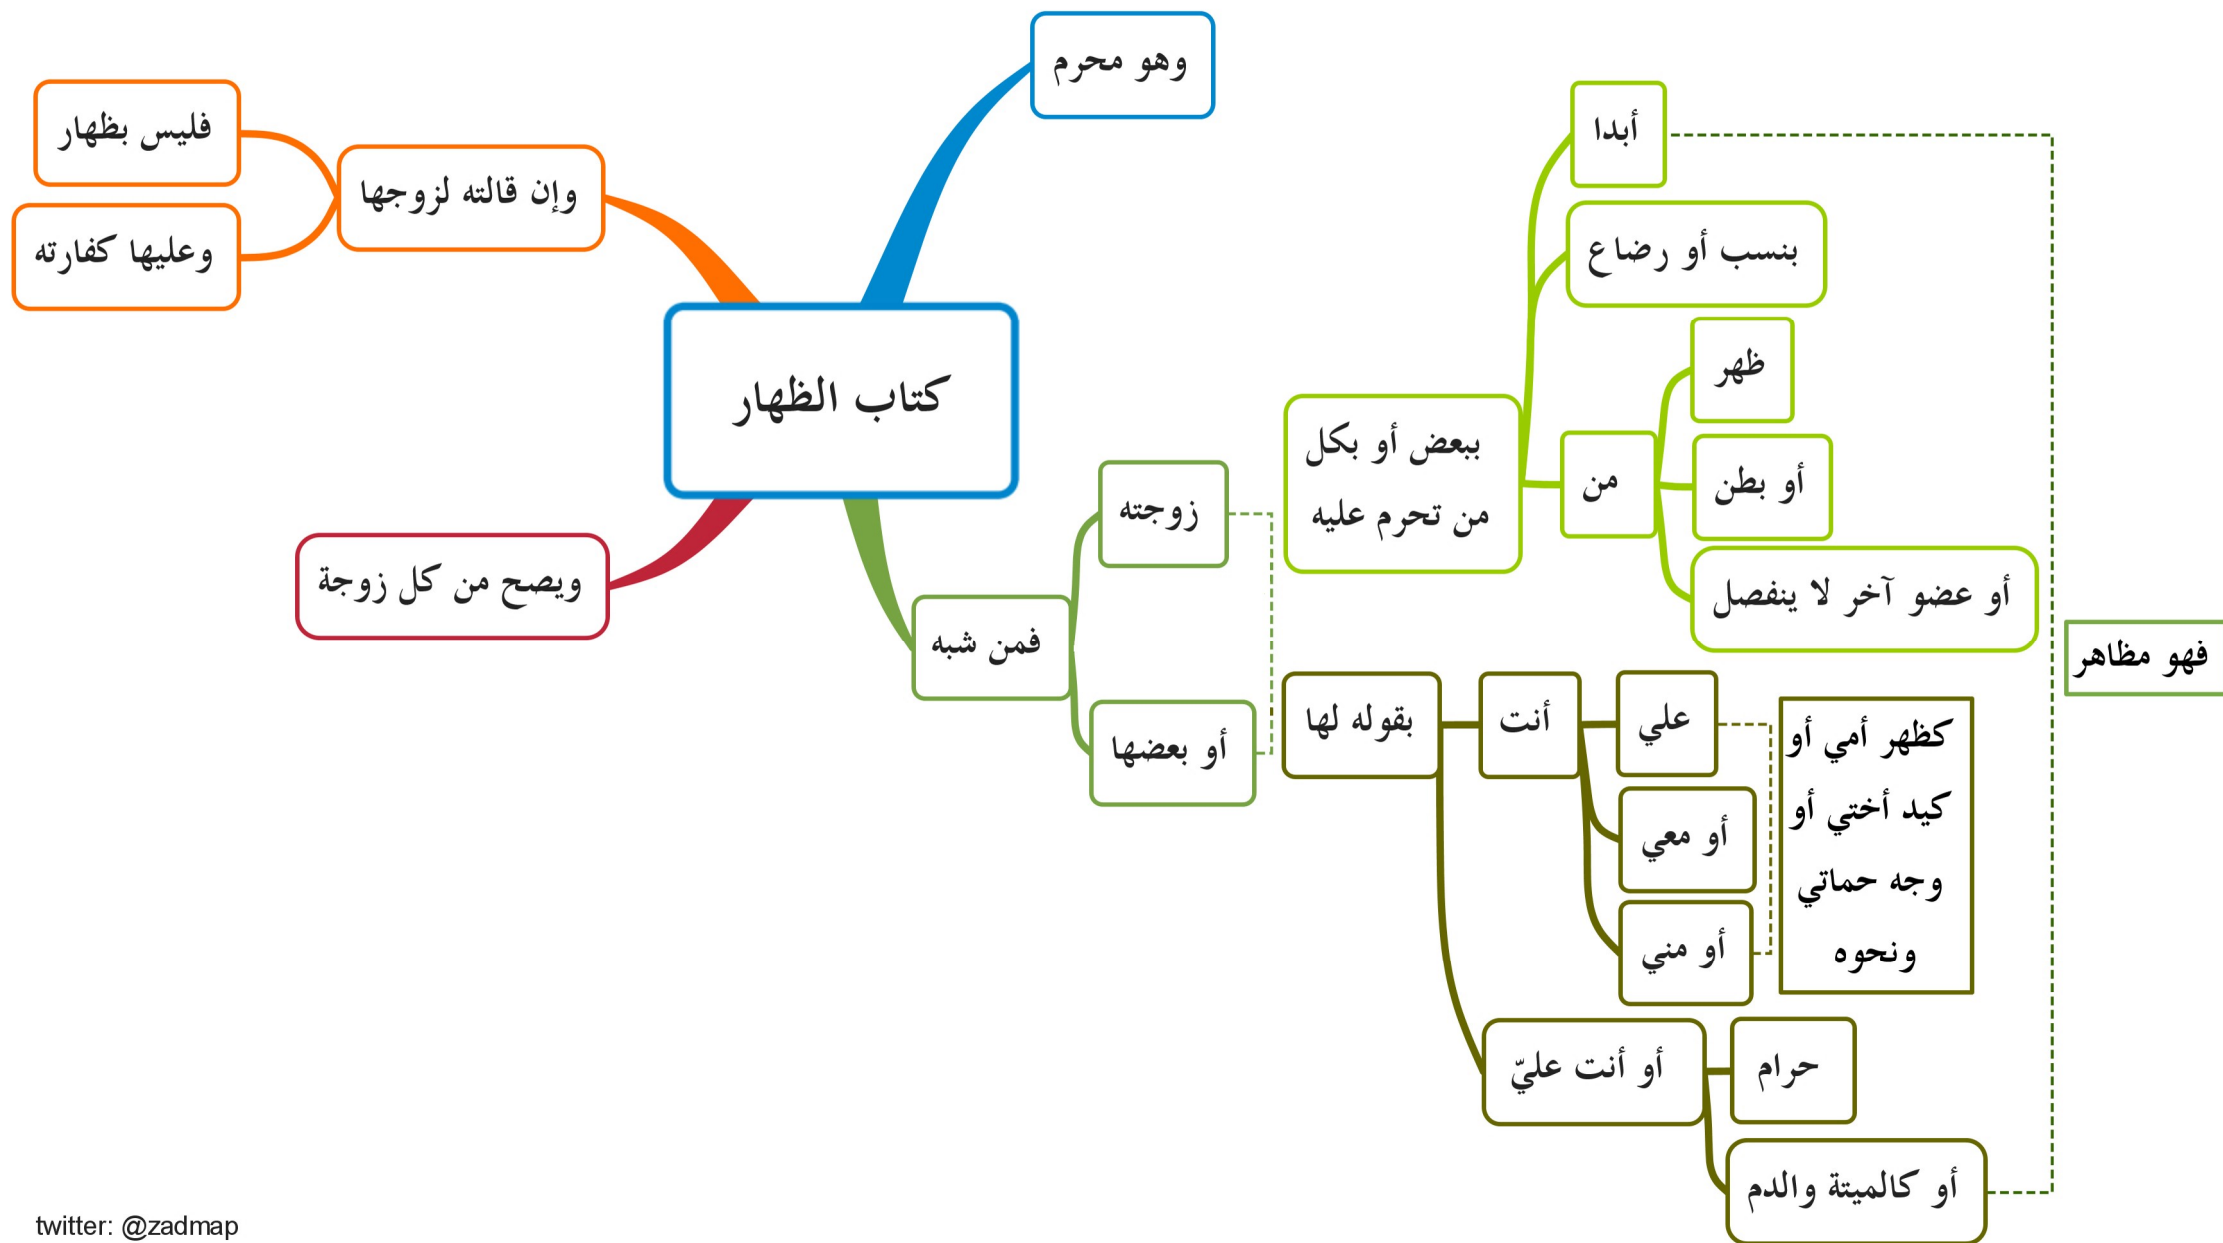 كتاب الظهار
وهو محرم
فمن شبه
زوجته
أو بعضها
ببعض أو بكل
من تحرم عليه
أبدا
بنسب أو رضاع
من
ظهر
أو بطن
أو عضو آخر لا ينفصل
بقوله لها
أنت
علي
أو معي
أو مني
كظهر أمي أو
كيد أختي أو
وجه حماتي
ونحوه
أو أنت عليّ
حرام
أو كالميتة والدم
فهو مظاهر
وإن قالته لزوجها
فليس بظهار
وعليها كفارته
ويصح من كل زوجة
twitter: @zadmap